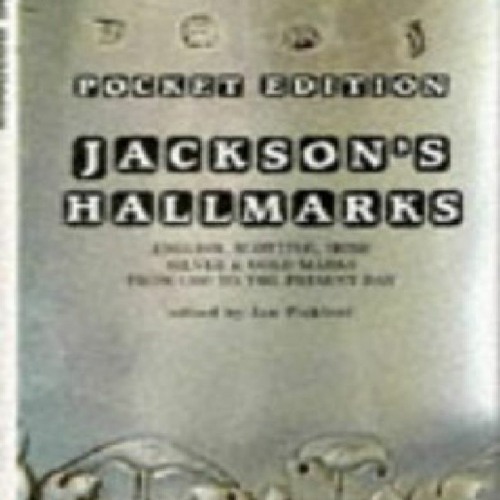 POCKET EDITION
JACKSON'S
HALLMARKS
ENGLISH, SCOTTISH, IRISH
SILVER & GOLD MARKS
FROM 1300 TO THE PRESENT DAY
edited by Ian Pickford